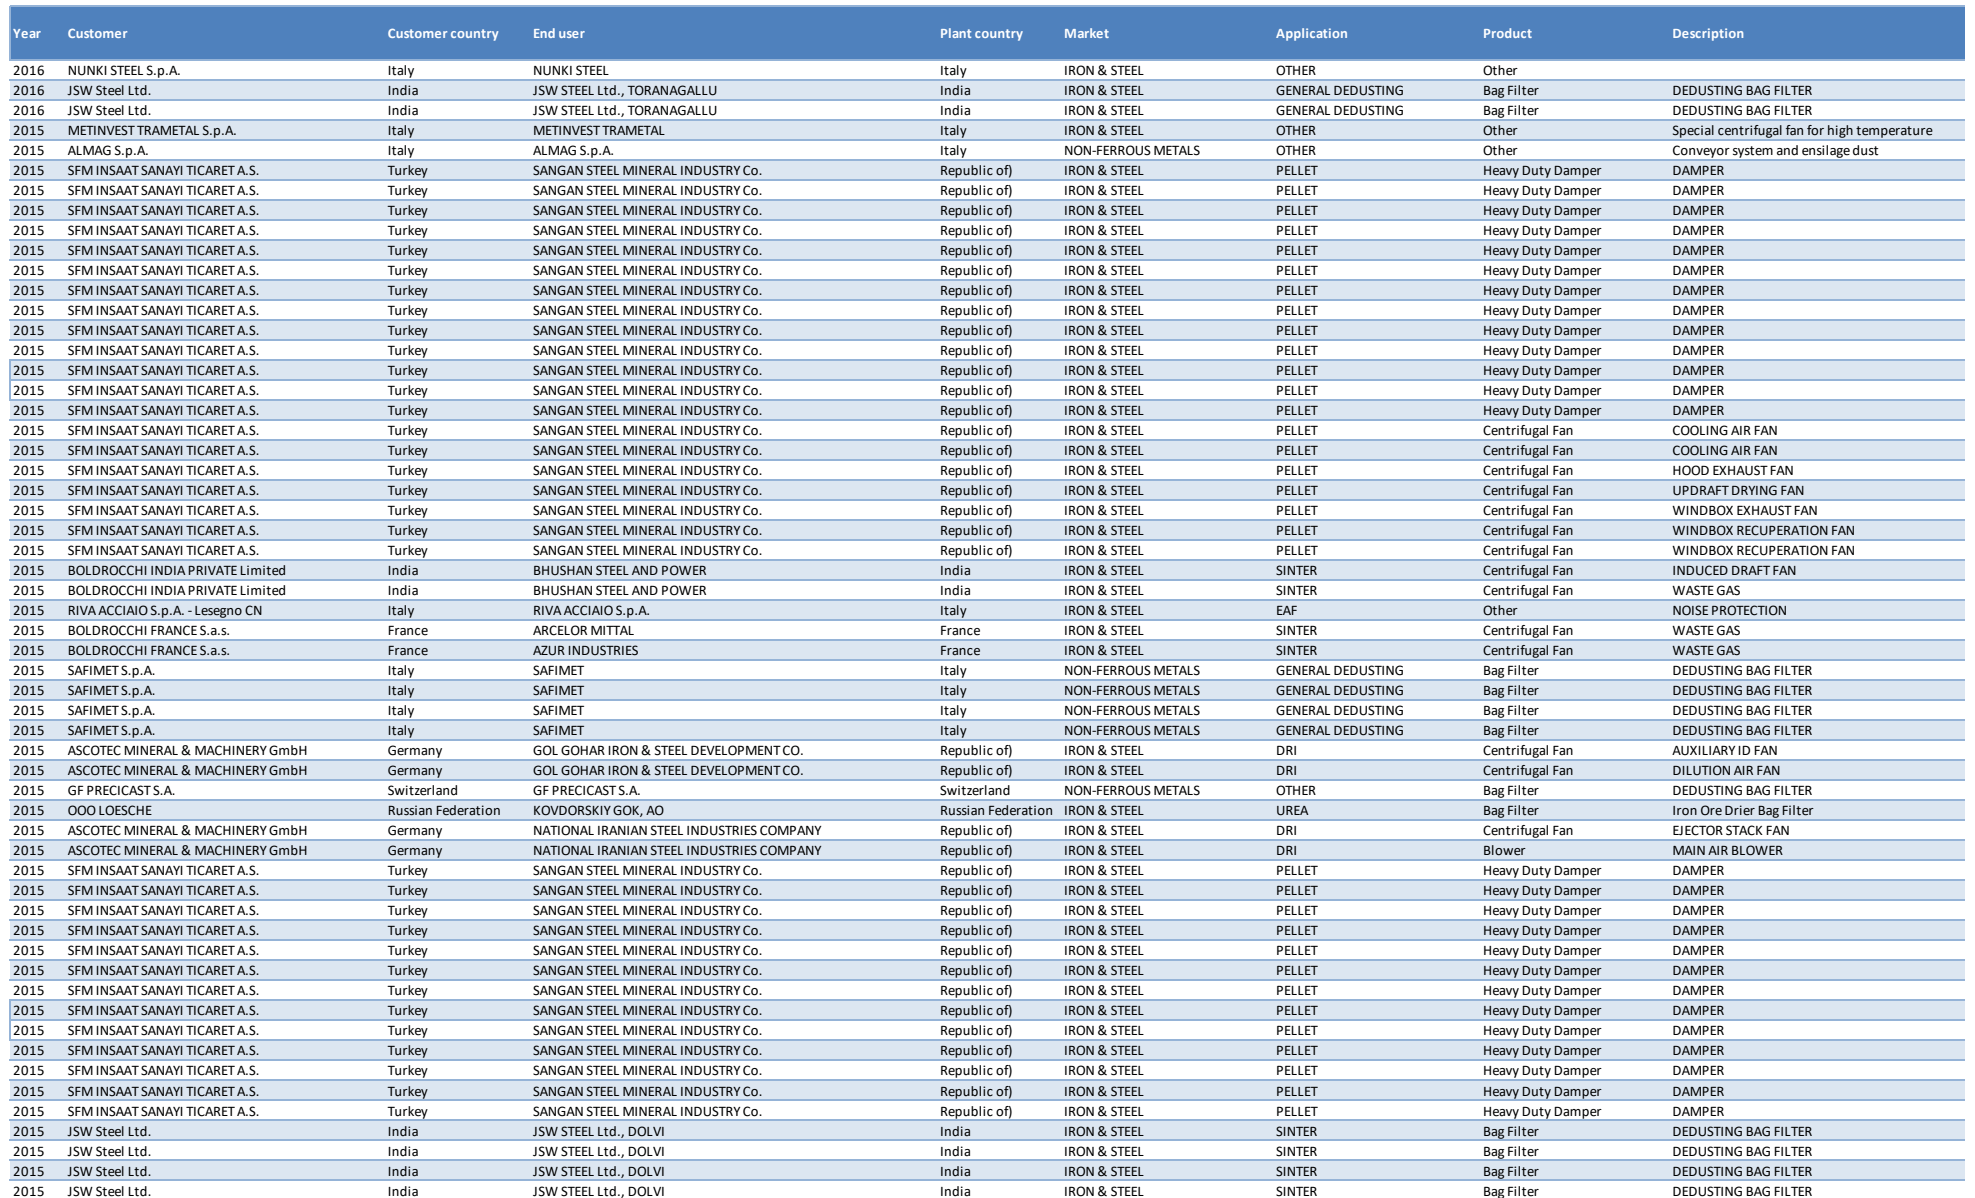 Year Customer Customer country End user Plant country Market Application Product Description
2016 NUNKI STEEL S.p.A. Italy NUNKI STEEL Italy IRON & STEEL OTHER Other
2016 JSW Steel Ltd. India JSW STEEL Ltd., TORANAGALLU India IRON & STEEL GENERAL DEDUSTING Bag Filter DEDUSTING BAG FILTER
2016 JSW Steel Ltd. India JSW STEEL Ltd., TORANAGALLU India IRON & STEEL GENERAL DEDUSTING Bag Filter DEDUSTING BAG FILTER
2015 METINVEST TRAMETAL S.p.A. Italy METINVEST TRAMETAL Italy IRON & STEEL OTHER Other Special centrifugal fan for high temperature
2015 ALMAG S.p.A. Italy ALMAG S.p.A. Italy NON-FERROUS METALS OTHER Other Conveyor system and ensilage dust
2015 SFM INSAAT SANAYI TICARET A.S. Turkey SANGAN STEEL MINERAL INDUSTRY Co. Republic of) IRON & STEEL PELLET Heavy Duty Damper DAMPER
2015 SFM INSAAT SANAYI TICARET A.S. Turkey SANGAN STEEL MINERAL INDUSTRY Co. Republic of) IRON & STEEL PELLET Heavy Duty Damper DAMPER
2015 SFM INSAAT SANAYI TICARET A.S. Turkey SANGAN STEEL MINERAL INDUSTRY Co. Republic of) IRON & STEEL PELLET Heavy Duty Damper DAMPER
2015 SFM INSAAT SANAYI TICARET A.S. Turkey SANGAN STEEL MINERAL INDUSTRY Co. Republic of) IRON & STEEL PELLET Heavy Duty Damper DAMPER
2015 SFM INSAAT SANAYI TICARET A.S. Turkey SANGAN STEEL MINERAL INDUSTRY Co. Republic of) IRON & STEEL PELLET Heavy Duty Damper DAMPER
2015 SFM INSAAT SANAYI TICARET A.S. Turkey SANGAN STEEL MINERAL INDUSTRY Co. Republic of) IRON & STEEL PELLET Heavy Duty Damper DAMPER
2015 SFM INSAAT SANAYI TICARET A.S. Turkey SANGAN STEEL MINERAL INDUSTRY Co. Republic of) IRON & STEEL PELLET Heavy Duty Damper DAMPER
2015 SFM INSAAT SANAYI TICARET A.S. Turkey SANGAN STEEL MINERAL INDUSTRY Co. Republic of) IRON & STEEL PELLET Heavy Duty Damper DAMPER
2015 SFM INSAAT SANAYI TICARET A.S. Turkey SANGAN STEEL MINERAL INDUSTRY Co. Republic of) IRON & STEEL PELLET Heavy Duty Damper DAMPER
2015 SFM INSAAT SANAYI TICARET A.S. Turkey SANGAN STEEL MINERAL INDUSTRY Co. Republic of) IRON & STEEL PELLET Heavy Duty Damper DAMPER
2015 SFM INSAAT SANAYI TICARET A.S. Turkey SANGAN STEEL MINERAL INDUSTRY Co. Republic of) IRON & STEEL PELLET Heavy Duty Damper DAMPER
2015 SFM INSAAT SANAYI TICARET A.S. Turkey SANGAN STEEL MINERAL INDUSTRY Co. Republic of) IRON & STEEL PELLET Heavy Duty Damper DAMPER
2015 SFM INSAAT SANAYI TICARET A.S. Turkey SANGAN STEEL MINERAL INDUSTRY Co. Republic of) IRON & STEEL PELLET Heavy Duty Damper DAMPER
2015 SFM INSAAT SANAYI TICARET A.S. Turkey SANGAN STEEL MINERAL INDUSTRY Co. Republic of) IRON & STEEL PELLET Centrifugal Fan COOLING AIR FAN
2015 SFM INSAAT SANAYI TICARET A.S. Turkey SANGAN STEEL MINERAL INDUSTRY Co. Republic of) IRON & STEEL PELLET Centrifugal Fan COOLING AIR FAN
2015 SFM INSAAT SANAYI TICARET A.S. Turkey SANGAN STEEL MINERAL INDUSTRY Co. Republic of) IRON & STEEL PELLET Centrifugal Fan HOOD EXHAUST FAN
2015 SFM INSAAT SANAYI TICARET A.S. Turkey SANGAN STEEL MINERAL INDUSTRY Co. Republic of) IRON & STEEL PELLET Centrifugal Fan UPDRAFT DRYING FAN
2015 SFM INSAAT SANAYI TICARET A.S. Turkey SANGAN STEEL MINERAL INDUSTRY Co. Republic of) IRON & STEEL PELLET Centrifugal Fan WINDBOX EXHAUST FAN
2015 SFM INSAAT SANAYI TICARET A.S. Turkey SANGAN STEEL MINERAL INDUSTRY Co. Republic of) IRON & STEEL PELLET Centrifugal Fan WINDBOX RECUPERATION FAN
2015 SFM INSAAT SANAYI TICARET A.S. Turkey SANGAN STEEL MINERAL INDUSTRY Co. Republic of) IRON & STEEL PELLET Centrifugal Fan WINDBOX RECUPERATION FAN
2015 BOLDROCCHI INDIA PRIVATE Limited India BHUSHAN STEEL AND POWER India IRON & STEEL SINTER Centrifugal Fan INDUCED DRAFT FAN
2015 BOLDROCCHI INDIA PRIVATE Limited India BHUSHAN STEEL AND POWER India IRON & STEEL SINTER Centrifugal Fan WASTE GAS
2015 RIVA ACCIAIO S.p.A. - Lesegno CN Italy RIVA ACCIAIO S.p.A. Italy IRON & STEEL EAF Other NOISE PROTECTION
2015 BOLDROCCHI FRANCE S.a.s. France ARCELOR MITTAL France IRON & STEEL SINTER Centrifugal Fan WASTE GAS
2015 BOLDROCCHI FRANCE S.a.s. France AZUR INDUSTRIES France IRON & STEEL SINTER Centrifugal Fan WASTE GAS
2015 SAFIMET S.p.A. Italy SAFIMET Italy NON-FERROUS METALS GENERAL DEDUSTING Bag Filter DEDUSTING BAG FILTER
2015 SAFIMET S.p.A. Italy SAFIMET Italy NON-FERROUS METALS GENERAL DEDUSTING Bag Filter DEDUSTING BAG FILTER
2015 SAFIMET S.p.A. Italy SAFIMET Italy NON-FERROUS METALS GENERAL DEDUSTING Bag Filter DEDUSTING BAG FILTER
2015 SAFIMET S.p.A. Italy SAFIMET Italy NON-FERROUS METALS GENERAL DEDUSTING Bag Filter DEDUSTING BAG FILTER
2015 ASCOTEC MINERAL & MACHINERY GmbH Germany GOL GOHAR IRON & STEEL DEVELOPMENT CO. Republic of) IRON & STEEL DRI Centrifugal Fan AUXILIARY ID FAN
2015 ASCOTEC MINERAL & MACHINERY GmbH Germany GOL GOHAR IRON & STEEL DEVELOPMENT CO. Republic of) IRON & STEEL DRI Centrifugal Fan DILUTION AIR FAN
2015 GF PRECICAST S.A. Switzerland GF PRECICAST S.A. Switzerland NON-FERROUS METALS OTHER Bag Filter DEDUSTING BAG FILTER
2015 OOO LOESCHE Russian Federation KOVDORSKIY GOK, AO Russian Federation IRON & STEEL UREA Bag Filter Iron Ore Drier Bag Filter
2015 ASCOTEC MINERAL & MACHINERY GmbH Germany NATIONAL IRANIAN STEEL INDUSTRIES COMPANY Republic of) IRON & STEEL DRI Centrifugal Fan EJECTOR STACK FAN
2015 ASCOTEC MINERAL & MACHINERY GmbH Germany NATIONAL IRANIAN STEEL INDUSTRIES COMPANY Republic of) IRON & STEEL DRI Blower MAIN AIR BLOWER
2015 SFM INSAAT SANAYI TICARET A.S. Turkey SANGAN STEEL MINERAL INDUSTRY Co. Republic of) IRON & STEEL PELLET Heavy Duty Damper DAMPER
2015 SFM INSAAT SANAYI TICARET A.S. Turkey SANGAN STEEL MINERAL INDUSTRY Co. Republic of) IRON & STEEL PELLET Heavy Duty Damper DAMPER
2015 SFM INSAAT SANAYI TICARET A.S. Turkey SANGAN STEEL MINERAL INDUSTRY Co. Republic of) IRON & STEEL PELLET Heavy Duty Damper DAMPER
2015 SFM INSAAT SANAYI TICARET A.S. Turkey SANGAN STEEL MINERAL INDUSTRY Co. Republic of) IRON & STEEL PELLET Heavy Duty Damper DAMPER
2015 SFM INSAAT SANAYI TICARET A.S. Turkey SANGAN STEEL MINERAL INDUSTRY Co. Republic of) IRON & STEEL PELLET Heavy Duty Damper DAMPER
2015 SFM INSAAT SANAYI TICARET A.S. Turkey SANGAN STEEL MINERAL INDUSTRY Co. Republic of) IRON & STEEL PELLET Heavy Duty Damper DAMPER
2015 SFM INSAAT SANAYI TICARET A.S. Turkey SANGAN STEEL MINERAL INDUSTRY Co. Republic of) IRON & STEEL PELLET Heavy Duty Damper DAMPER
2015 SFM INSAAT SANAYI TICARET A.S. Turkey SANGAN STEEL MINERAL INDUSTRY Co. Republic of) IRON & STEEL PELLET Heavy Duty Damper DAMPER
2015 SFM INSAAT SANAYI TICARET A.S. Turkey SANGAN STEEL MINERAL INDUSTRY Co. Republic of) IRON & STEEL PELLET Heavy Duty Damper DAMPER
2015 SFM INSAAT SANAYI TICARET A.S. Turkey SANGAN STEEL MINERAL INDUSTRY Co. Republic of) IRON & STEEL PELLET Heavy Duty Damper DAMPER
2015 SFM INSAAT SANAYI TICARET A.S. Turkey SANGAN STEEL MINERAL INDUSTRY Co. Republic of) IRON & STEEL PELLET Heavy Duty Damper DAMPER
2015 SFM INSAAT SANAYI TICARET A.S. Turkey SANGAN STEEL MINERAL INDUSTRY Co. Republic of) IRON & STEEL PELLET Heavy Duty Damper DAMPER
2015 SFM INSAAT SANAYI TICARET A.S. Turkey SANGAN STEEL MINERAL INDUSTRY Co. Republic of) IRON & STEEL PELLET Heavy Duty Damper DAMPER
2015 JSW Steel Ltd. India JSW STEEL Ltd., DOLVI India IRON & STEEL SINTER Bag Filter DEDUSTING BAG FILTER
2015 JSW Steel Ltd. India JSW STEEL Ltd., DOLVI India IRON & STEEL SINTER Bag Filter DEDUSTING BAG FILTER
2015 JSW Steel Ltd. India JSW STEEL Ltd., DOLVI India IRON & STEEL SINTER Bag Filter DEDUSTING BAG FILTER
2015 JSW Steel Ltd. India JSW STEEL Ltd., DOLVI India IRON & STEEL SINTER Bag Filter DEDUSTING BAG FILTER